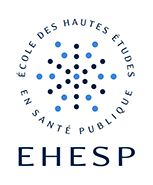 ÉCOLE DES HAUTES ÉTUDES
EN SANTÉ PUBLIQUE
EHESP